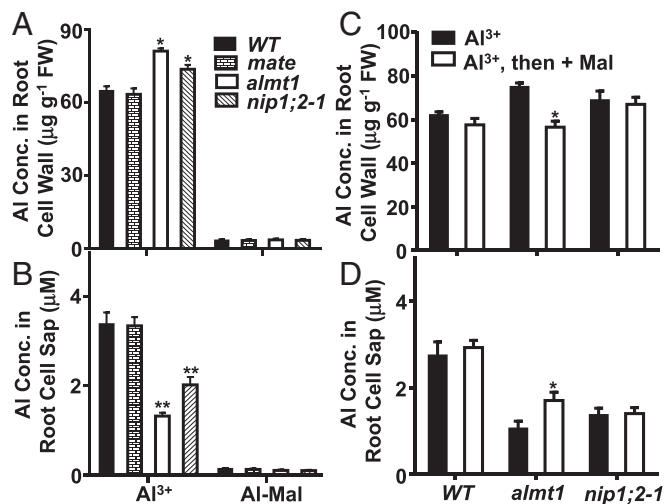 A
Al Conc. in Root
Cell Wall (μg g⁻¹ FW)
90
60
30
0
*
*
WT
mate
almt1
nip1;2-1
B
Al Conc. in
Root Cell Sap (μM)
4
2
0
**
**
Al³⁺
Al-Mal
C
Al Conc. in Root
Cell Wall (μg g⁻¹ FW)
100
80
60
40
20
0
Al³⁺
Al³⁺, then + Mal
*
D
Al Conc. in
Root Cell Sap (μM)
4
2
0
*
WT
almt1
nip1;2-1